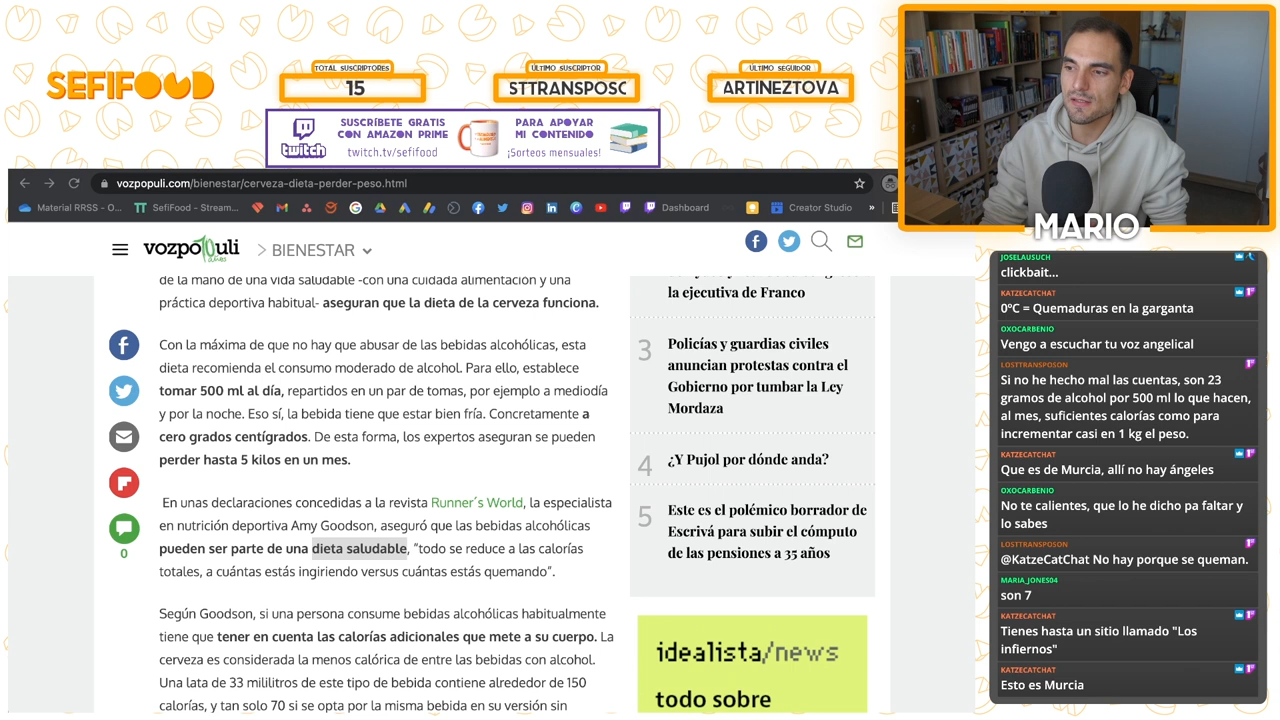 SEFIFOOD
TOTAL SUSCRIPTORES
15
ÚLTIMO SUSCRIPTOR
STTRANSPOSO
ÚLTIMO SEGUIDOR
ARTINEZTOVA
twitch
SUSCRÍBETE GRATIS
CON AMAZON PRIME
twitch.tv/sefifood
PARA APOYAR
MI CONTENIDO
¡Sorteos mensuales!
MARIO
vozpopuli.com/bienestar/cerveza-dieta-perder-peso.html
Material RRSS - O...
SefiFood - Stream...
Dashboard
Creator Studio
»
vozpópuli
10 años
BIENESTAR
de la mano de una vida saludable -con una cuidada alimentación y una
práctica deportiva habitual- aseguran que la dieta de la cerveza funciona.
Con la máxima de que no hay que abusar de las bebidas alcohólicas, esta
dieta recomienda el consumo moderado de alcohol. Para ello, establece
tomar 500 ml al día, repartidos en un par de tomas, por ejemplo a mediodía
y por la noche. Eso sí, la bebida tiene que estar bien fría. Concretamente a
cero grados centígrados. De esta forma, los expertos aseguran se pueden
perder hasta 5 kilos en un mes.
En unas declaraciones concedidas a la revista Runner´s World, la especialista
en nutrición deportiva Amy Goodson, aseguró que las bebidas alcohólicas
pueden ser parte de una dieta saludable, “todo se reduce a las calorías
totales, a cuántas estás ingiriendo versus cuántas estás quemando”.
Según Goodson, si una persona consume bebidas alcohólicas habitualmente
tiene que tener en cuenta las calorías adicionales que mete a su cuerpo. La
cerveza es considerada la menos calórica de entre las bebidas con alcohol.
Una lata de 33 mililitros de este tipo de bebida contiene alrededor de 150
calorías, y tan solo 70 si se opta por la misma bebida en su versión sin
0
la ejecutiva de Franco
3
Policías y guardias civiles
anuncian protestas contra el
Gobierno por tumbar la Ley
Mordaza
4
¿Y Pujol por dónde anda?
5
Este es el polémico borrador de
Escrivá para subir el cómputo
de las pensiones a 35 años
idealista/news
todo sobre
JOSELAUSUCH
clickbait...
KATZECATCHAT
0ºC = Quemaduras en la garganta
OXOCARBENIO
Vengo a escuchar tu voz angelical
LOSTTRANSPOSON
Si no he hecho mal las cuentas, son 23
gramos de alcohol por 500 ml lo que hacen,
al mes, suficientes calorías como para
incrementar casi en 1 kg el peso.
KATZECATCHAT
Que es de Murcia, allí no hay ángeles
OXOCARBENIO
No te calientes, que lo he dicho pa faltar y
lo sabes
LOSTTRANSPOSON
@KatzeCatChat No hay porque se queman.
MARIA_JONES04
son 7
KATZECATCHAT
Tienes hasta un sitio llamado "Los
infiernos"
KATZECATCHAT
Esto es Murcia